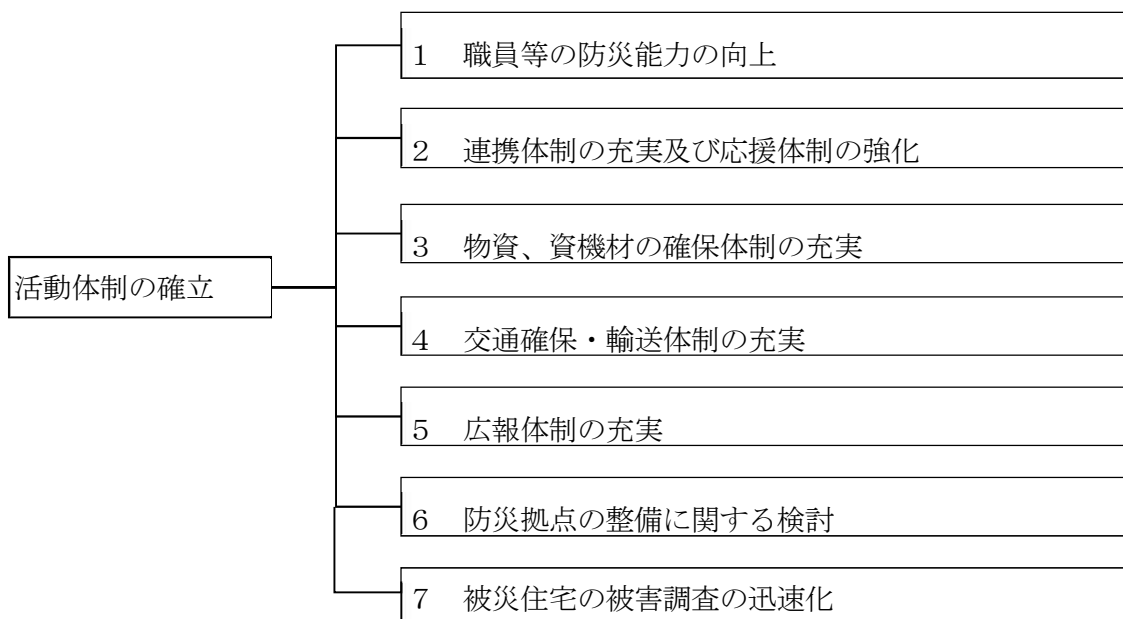 1 職員等の防災能力の向上
2 連携体制の充実及び応援体制の強化
3 物資、資機材の確保体制の充実
活動体制の確立
4 交通確保・輸送体制の充実
5 広報体制の充実
6 防災拠点の整備に関する検討
7 被災住宅の被害調査の迅速化